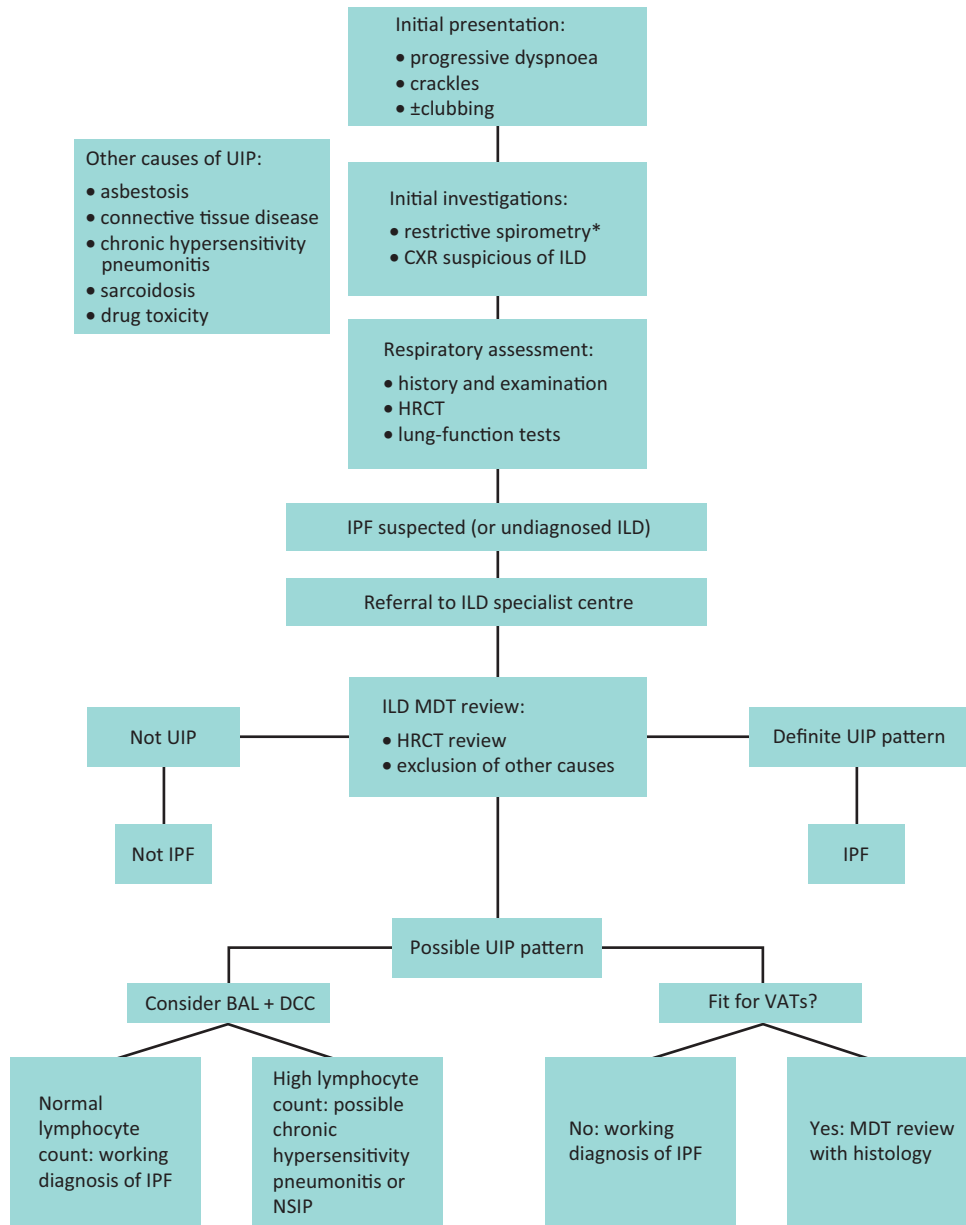 Initial presentation:
• progressive dyspnoea
• crackles
• ±clubbing
Other causes of UIP:
• asbestosis
• connective tissue disease
• chronic hypersensitivity
pneumonitis
• sarcoidosis
• drug toxicity
Initial investigations:
• restrictive spirometry*
• CXR suspicious of ILD
Respiratory assessment:
• history and examination
• HRCT
• lung-function tests
IPF suspected (or undiagnosed ILD)
Referral to ILD specialist centre
ILD MDT review:
• HRCT review
• exclusion of other causes
Not UIP
Definite UIP pattern
Not IPF
IPF
Possible UIP pattern
Consider BAL + DCC
Fit for VATs?
Normal
lymphocyte
count: working
diagnosis of IPF
High lymphocyte
count: possible
chronic
hypersensitivity
pneumonitis or
NSIP
No: working
diagnosis of IPF
Yes: MDT review
with histology